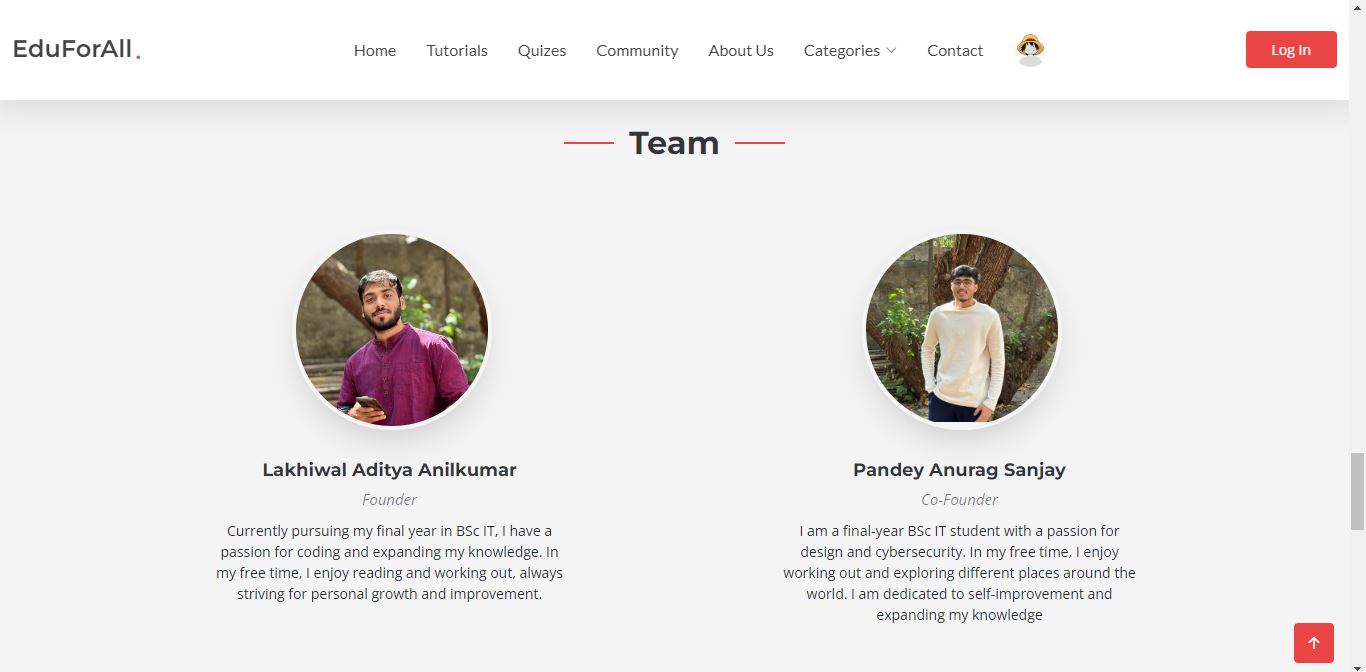 EduForAll.
Home Tutorials Quizes Community About Us Categories Contact Log In
Team
Lakhiwal Aditya Anilkumar
Founder
Currently pursuing my final year in BSc IT, I have a
passion for coding and expanding my knowledge. In
my free time, I enjoy reading and working out, always
striving for personal growth and improvement.
Pandey Anurag Sanjay
Co-Founder
I am a final-year BSc IT student with a passion for
design and cybersecurity. In my free time, I enjoy
working out and exploring different places around the
world. I am dedicated to self-improvement and
expanding my knowledge